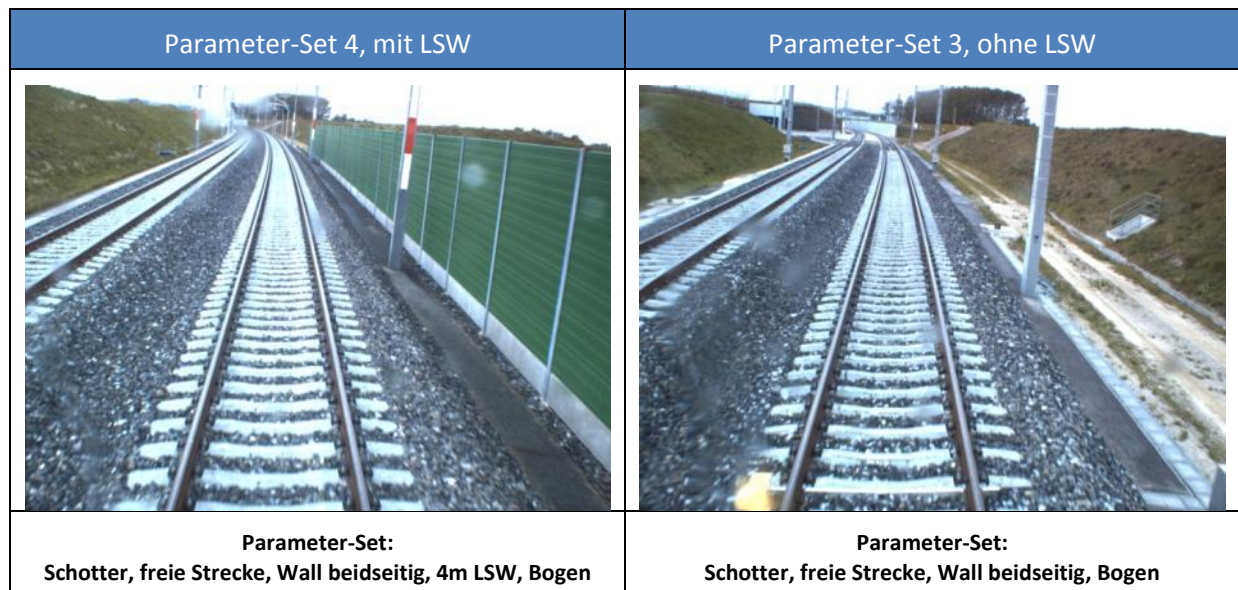 Parameter-Set 4, mit LSW
Parameter-Set 3, ohne LSW
Parameter-Set:
Schotter, freie Strecke, Wall beidseitig, 4m LSW, Bogen
Parameter-Set:
Schotter, freie Strecke, Wall beidseitig, Bogen